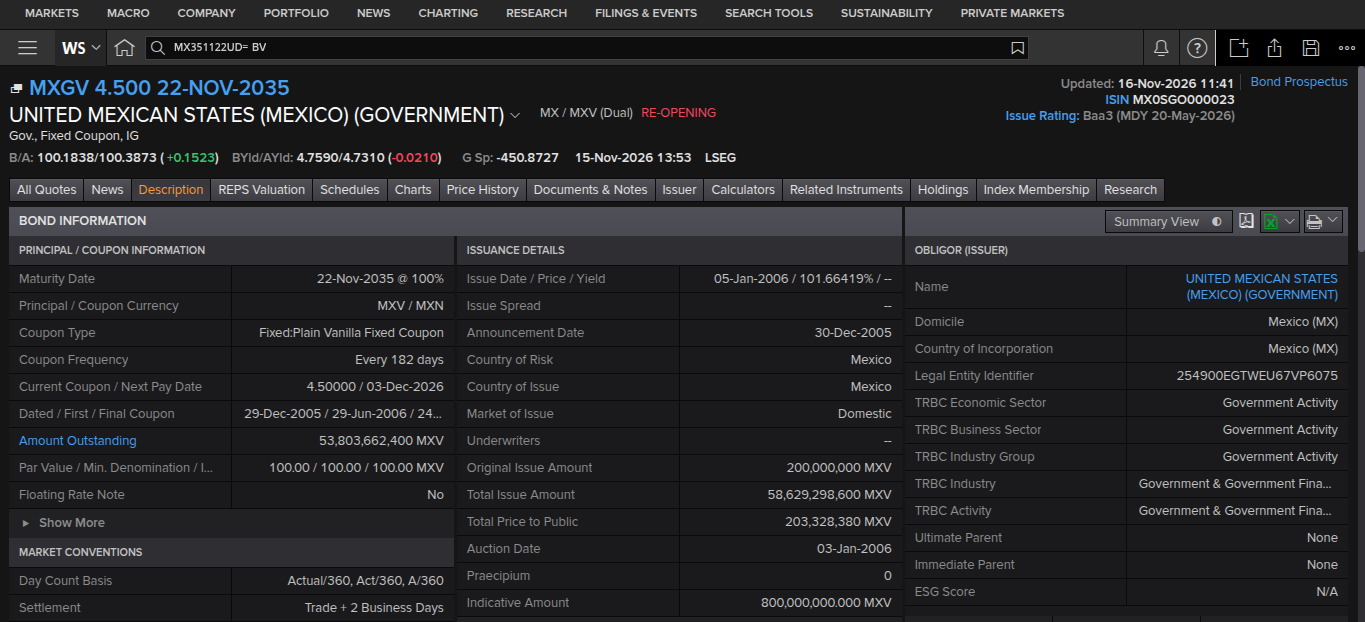 MARKETS MACRO COMPANY PORTFOLIO NEWS CHARTING RESEARCH FILINGS & EVENTS SEARCH TOOLS SUSTAINABILITY PRIVATE MARKETS
WS MX351122UD= BV
MXGV 4.500 22-NOV-2035
Updated: 16-Nov-2026 11:41 Bond Prospectus
UNITED MEXICAN STATES (MEXICO) (GOVERNMENT) MX / MXV (Dual) RE-OPENING
ISIN MX0SGO000023
Issue Rating: Baa3 (MDY 20-May-2026)
Gov., Fixed Coupon, IG
B/A: 100.1838/100.3873 ( +0.1523) BYld/AYld: 4.7590/4.7310 (-0.0210) G Sp: -450.8727 15-Nov-2026 13:53 LSEG
All Quotes News Description REPS Valuation Schedules Charts Price History Documents & Notes Issuer Calculators Related Instruments Holdings Index Membership Research
BOND INFORMATION
Summary View
PRINCIPAL / COUPON INFORMATION
Maturity Date 22-Nov-2035 @ 100%
Principal / Coupon Currency MXV / MXN
Coupon Type Fixed:Plain Vanilla Fixed Coupon
Coupon Frequency Every 182 days
Current Coupon / Next Pay Date 4.50000 / 03-Dec-2026
Dated / First / Final Coupon 29-Dec-2005 / 29-Jun-2006 / 24...
Amount Outstanding 53,803,662,400 MXV
Par Value / Min. Denomination / I... 100.00 / 100.00 / 100.00 MXV
Floating Rate Note No
Show More
MARKET CONVENTIONS
Day Count Basis Actual/360, Act/360, A/360
Settlement Trade + 2 Business Days
ISSUANCE DETAILS
Issue Date / Price / Yield 05-Jan-2006 / 101.66419% / --
Issue Spread --
Announcement Date 30-Dec-2005
Country of Risk Mexico
Country of Issue Mexico
Market of Issue Domestic
Underwriters --
Original Issue Amount 200,000,000 MXV
Total Issue Amount 58,629,298,600 MXV
Total Price to Public 203,328,380 MXV
Auction Date 03-Jan-2006
Praecipium 0
Indicative Amount 800,000,000.000 MXV
OBLIGOR (ISSUER)
Name UNITED MEXICAN STATES
(MEXICO) (GOVERNMENT)
Domicile Mexico (MX)
Country of Incorporation Mexico (MX)
Legal Entity Identifier 254900EGTWEU67VP6075
TRBC Economic Sector Government Activity
TRBC Business Sector Government Activity
TRBC Industry Group Government Activity
TRBC Industry Government & Government Fina...
TRBC Activity Government & Government Fina...
Ultimate Parent None
Immediate Parent None
ESG Score N/A